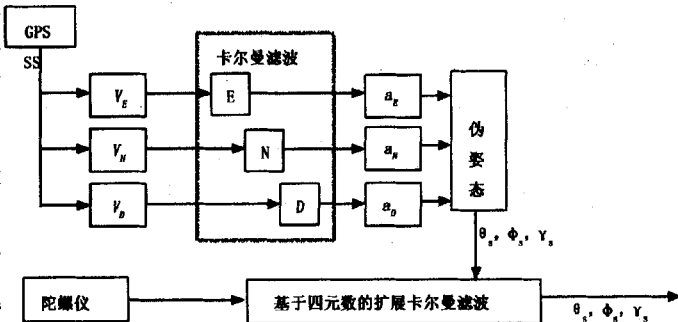 GPS
SS
卡尔曼滤波
V_E
E
a_E
V_N
N
a_N
V_D
D
a_D
伪姿态
θ_s, Φ_s, γ_s
陀螺仪
基于四元数的扩展卡尔曼滤波
θ_s, Φ_s, γ_s